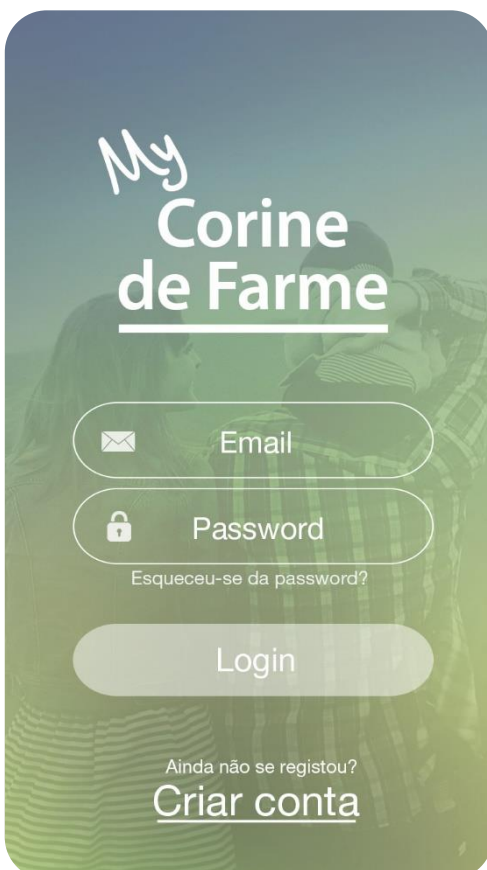 My
Corine
de Farme
Email
Password
Esqueceu-se da password?
Login
Ainda não se registou?
Criar conta